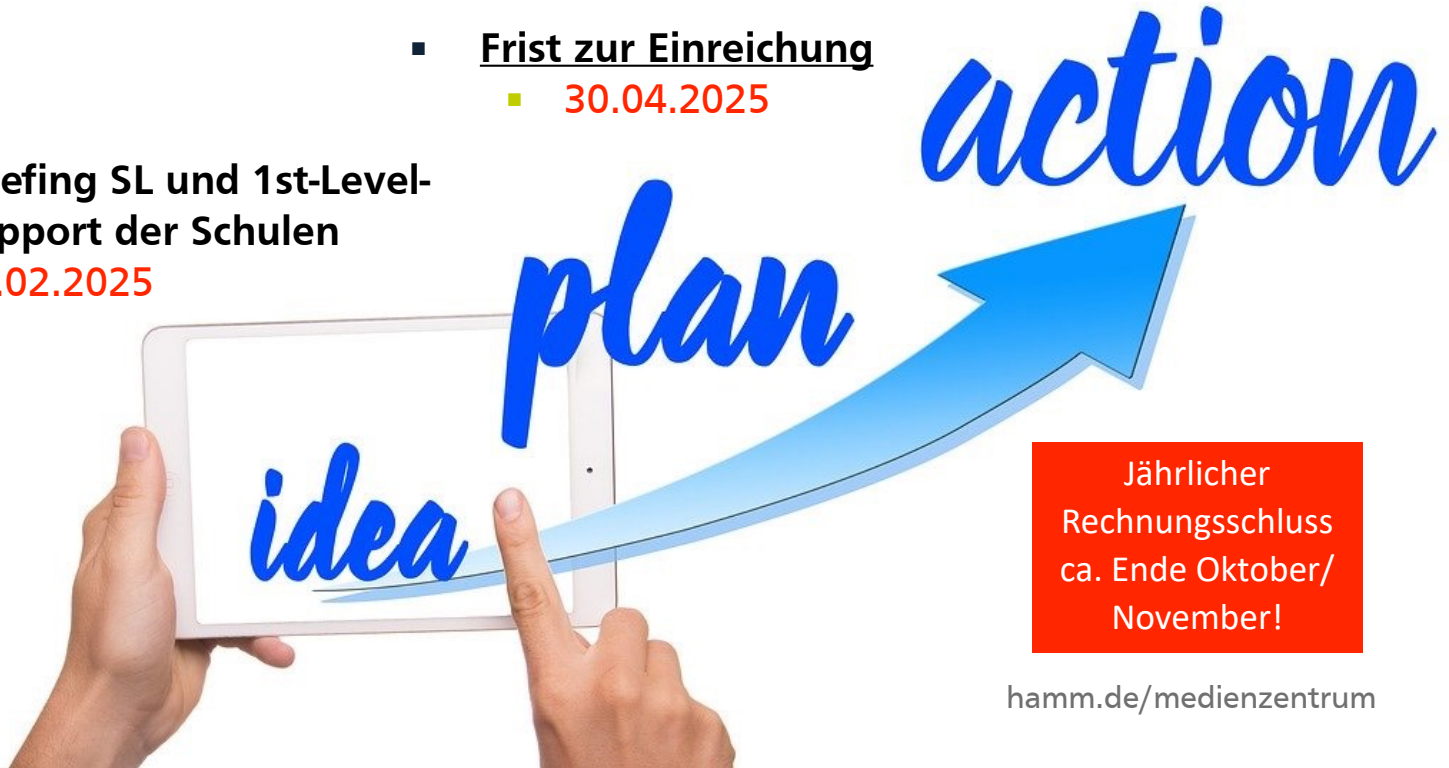 ▪ Frist zur Einreichung
▪ 30.04.2025
efing SL und 1st-Level-
pport der Schulen
.02.2025
action
plan
idea
Jährlicher
Rechnungsschluss
ca. Ende Oktober/
November!
hamm.de/medienzentrum